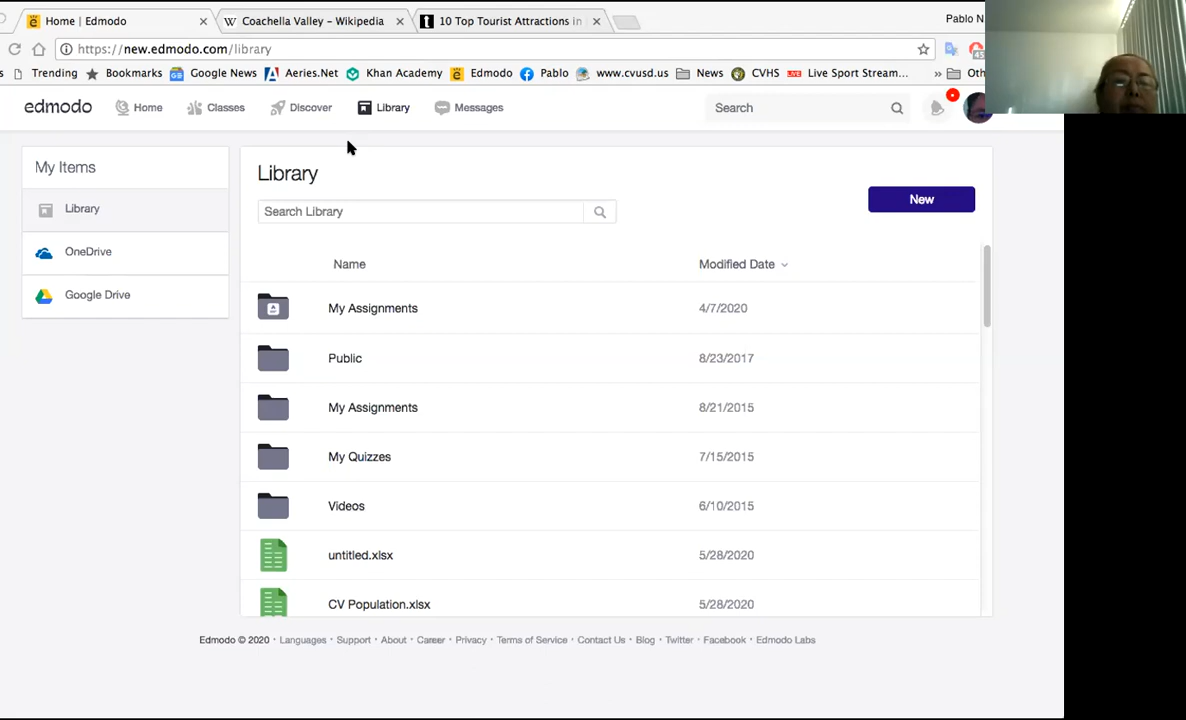 Home | Edmodo
W Coachella Valley - Wikipedia
t 10 Top Tourist Attractions in
Pablo N
https://new.edmodo.com/library
s Trending Bookmarks Google News Aeries.Net Khan Academy Edmodo Pablo www.cvusd.us News CVHS LIVE Live Sport Stream... » Oth
edmodo Home Classes Discover Library Messages Search
My Items
Library
OneDrive
Google Drive
Library
Search Library
New
Name Modified Date
My Assignments 4/7/2020
Public 8/23/2017
My Assignments 8/21/2015
My Quizzes 7/15/2015
Videos 6/10/2015
untitled.xlsx 5/28/2020
CV Population.xlsx 5/28/2020
Edmodo © 2020 · Languages · Support · About · Career · Privacy · Terms of Service · Contact Us · Blog · Twitter · Facebook · Edmodo Labs